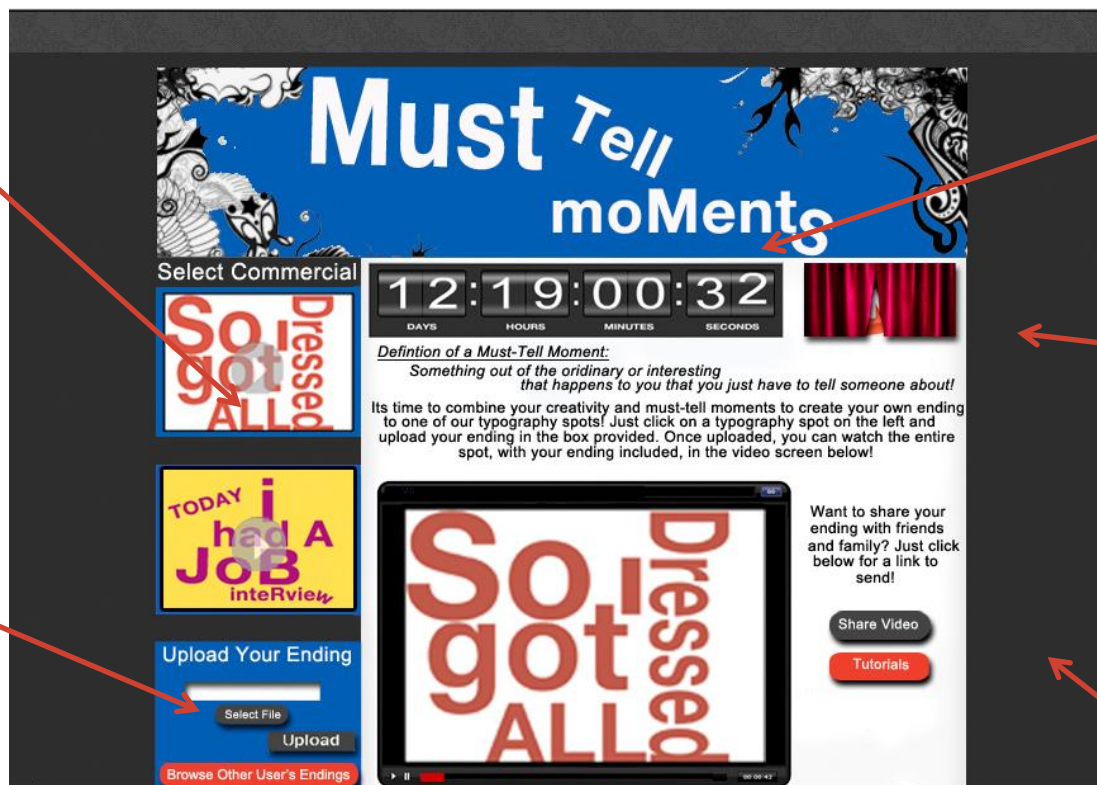 Must Tell
moMents
Select Commercial
So i
got
ALL
Dressed
TODAY i
had A
JoB
inteRview
Upload Your Ending
Select File
Upload
Browse Other User's Endings
12:19:00:32
DAYS HOURS MINUTES SECONDS
Defintion of a Must-Tell Moment:
Something out of the oridinary or interesting
that happens to you that you just have to tell someone about!
Its time to combine your creativity and must-tell moments to create your own ending
to one of our typography spots! Just click on a typography spot on the left and
upload your ending in the box provided. Once uploaded, you can watch the entire
spot, with your ending included, in the video screen below!
So i
got
ALL
Dressed
00:00:42
Want to share your
ending with friends
and family? Just click
below for a link to
send!
Share Video
Tutorials